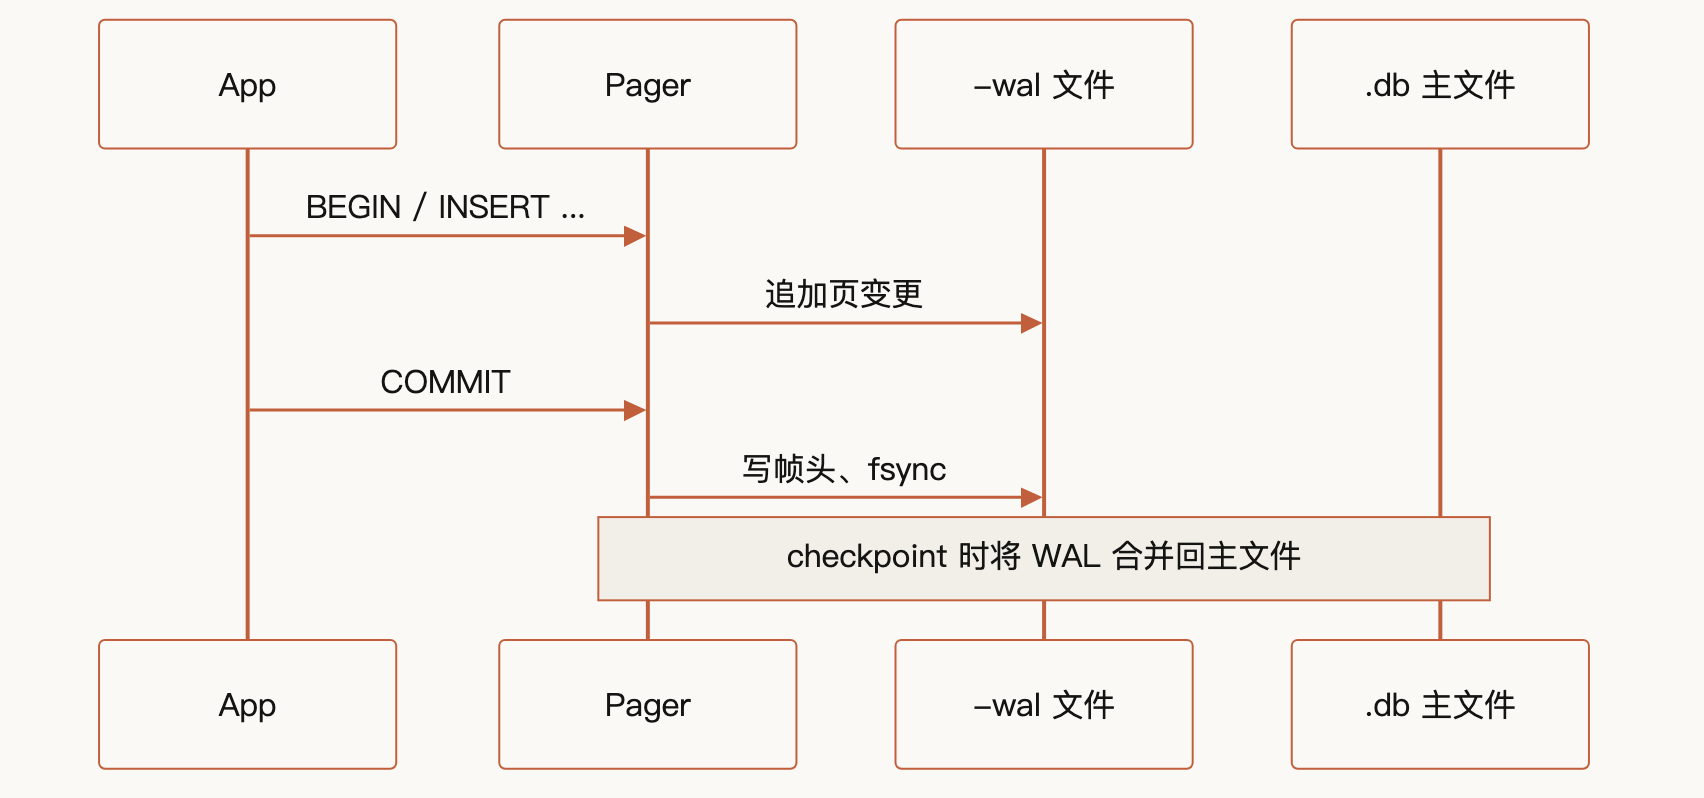 App
Pager
-wal 文件
.db 主文件
BEGIN / INSERT ...
追加页变更
COMMIT
写帧头、fsync
checkpoint 时将 WAL 合并回主文件
App
Pager
-wal 文件
.db 主文件